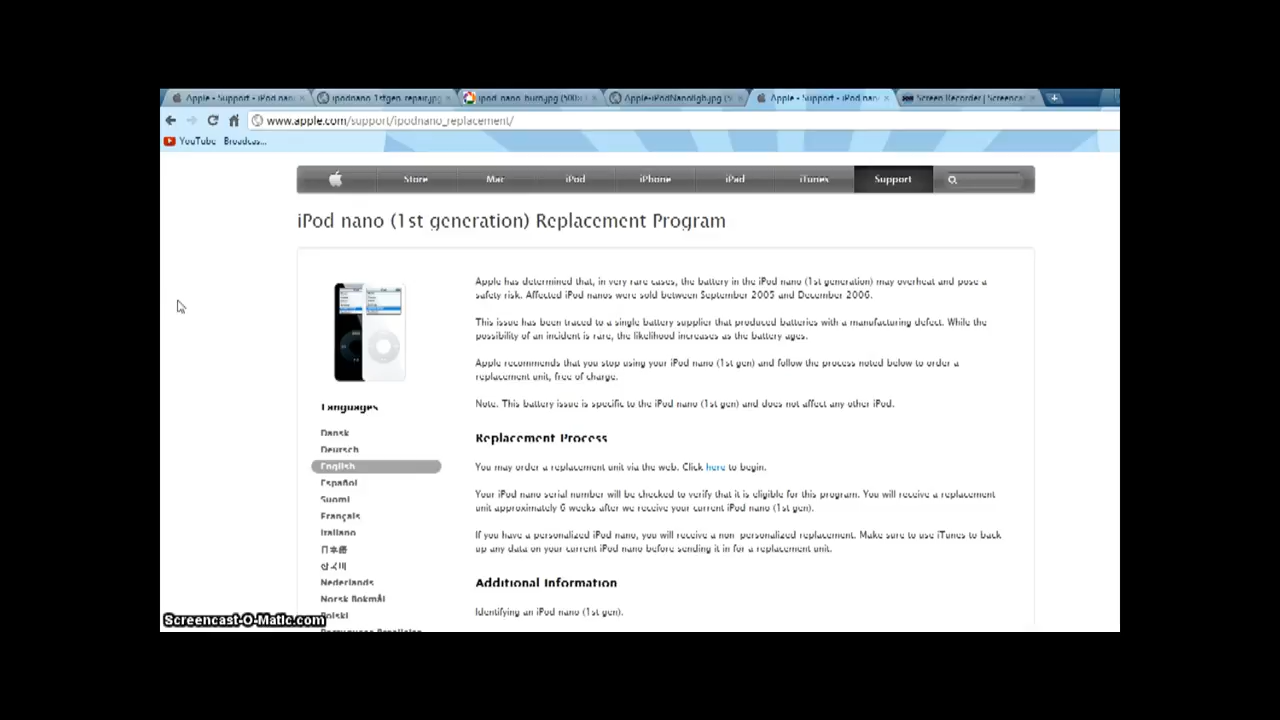 Apple - Support - iPod nan
ipodnano_1stgen_repair.jpg
ipod_nano_burn.jpg (500×
Apple-iPodNano8gb.jpg (5
Apple - Support - iPod nan
Screen Recorder | Screencas
www.apple.com/support/ipodnano_replacement/
YouTube Broadcas...
Store Mac iPod iPhone iPad iTunes Support
iPod nano (1st generation) Replacement Program
Apple has determined that, in very rare cases, the battery in the iPod nano (1st generation) may overheat and pose a
safety risk. Affected iPod nanos were sold between September 2005 and December 2006.
This issue has been traced to a single battery supplier that produced batteries with a manufacturing defect. While the
possibility of an incident is rare, the likelihood increases as the battery ages.
Apple recommends that you stop using your iPod nano (1st gen) and follow the process noted below to order a
replacement unit, free of charge.
Note. This battery issue is specific to the iPod nano (1st gen) and does not affect any other iPod.
Replacement Process
You may order a replacement unit via the web. Click here to begin.
Your iPod nano serial number will be checked to verify that it is eligible for this program. You will receive a replacement
unit approximately 6 weeks after we receive your current iPod nano (1st gen).
If you have a personalized iPod nano, you will receive a non-personalized replacement. Make sure to use iTunes to back
up any data on your current iPod nano before sending it in for a replacement unit.
Additional Information
Identifying an iPod nano (1st gen).
Languages
Dansk
Deutsch
English
Español
Suomi
Français
Italiano
日本語
한국어
Nederlands
Norsk Bokmål
Polski
Português Brasileiro
Screencast-O-Matic.com